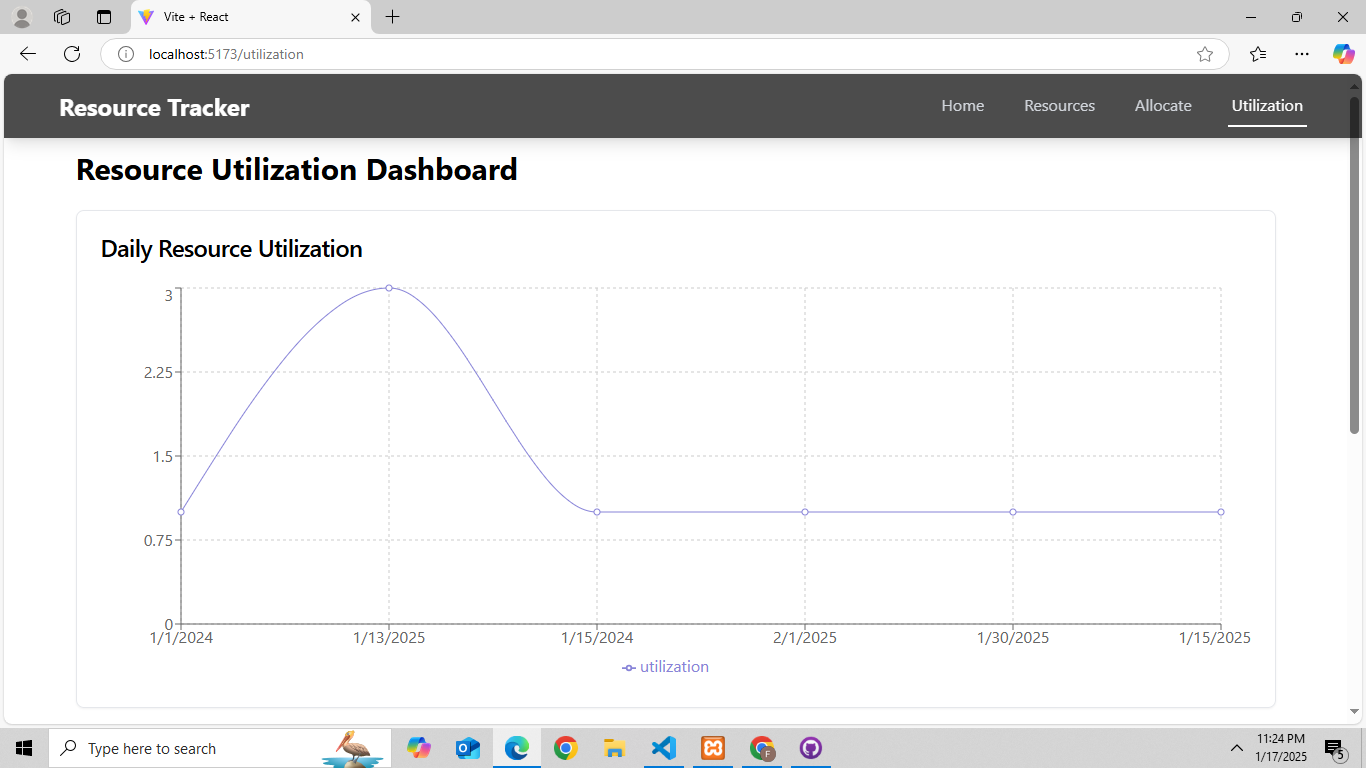 Vite + React
localhost:5173/utilization
Resource Tracker
Home Resources Allocate Utilization
Resource Utilization Dashboard
Daily Resource Utilization
3
2.25
1.5
0.75
0
1/1/2024 1/13/2025 1/15/2024 2/1/2025 1/30/2025 1/15/2025
utilization
Type here to search
F
11:24 PM
1/17/2025
5